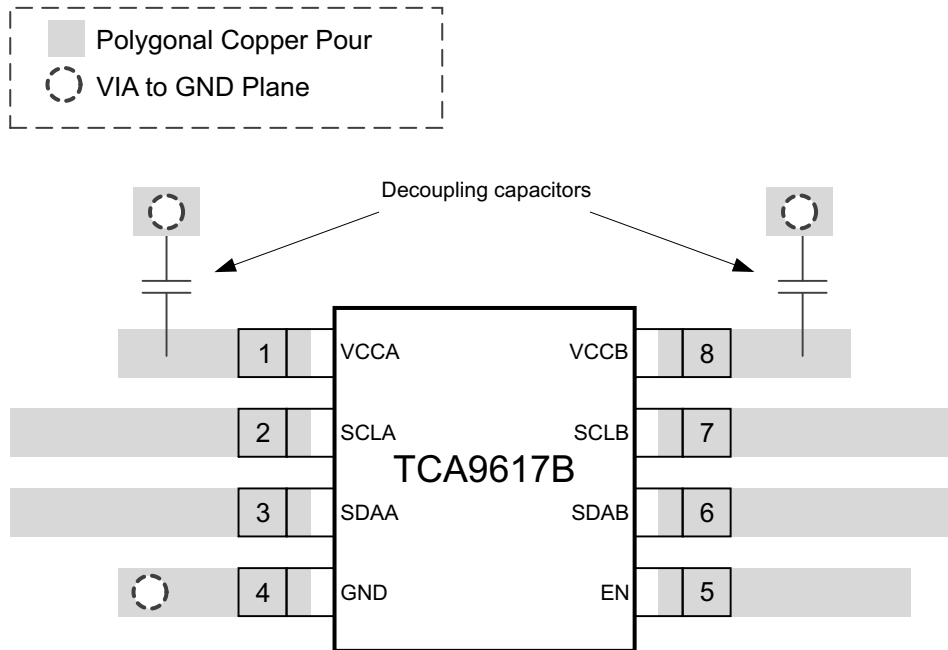 Polygonal Copper Pour
VIA to GND Plane
Decoupling capacitors
1 VCCA VCCB 8
2 SCLA SCLB 7
TCA9617B
3 SDAA SDAB 6
4 GND EN 5